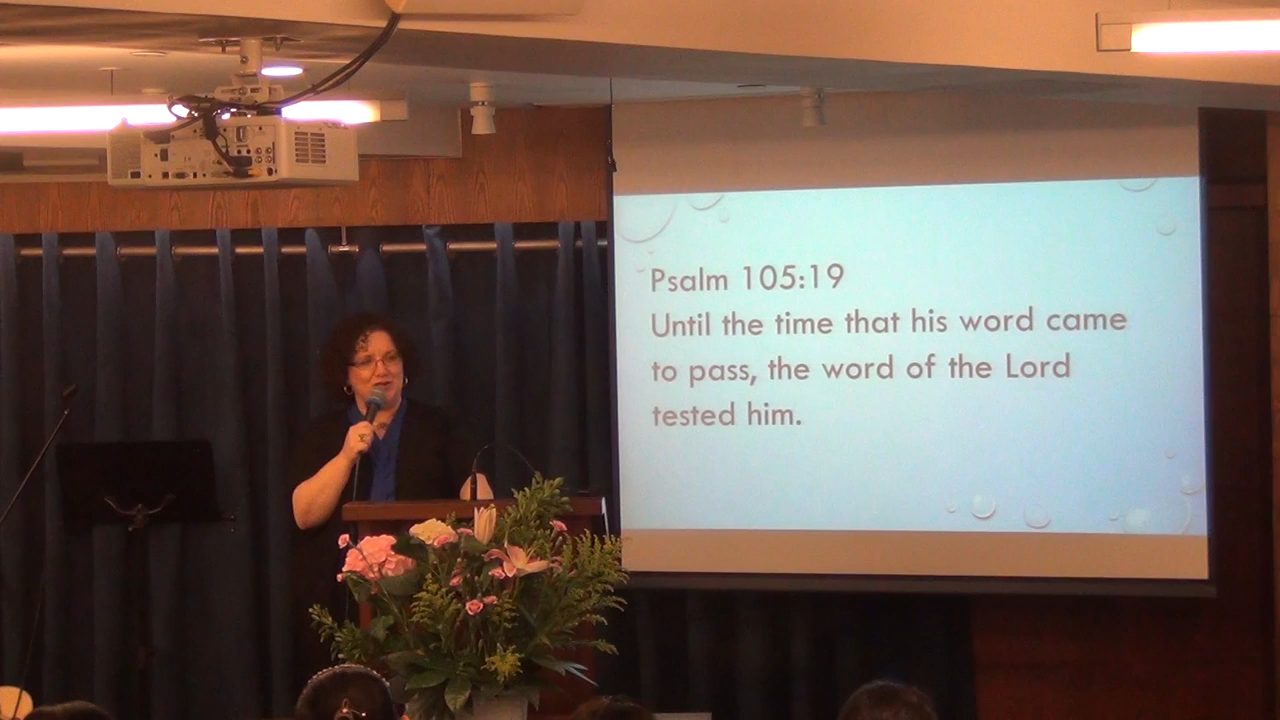 Psalm 105:19
Until the time that his word came
to pass, the word of the Lord
tested him.